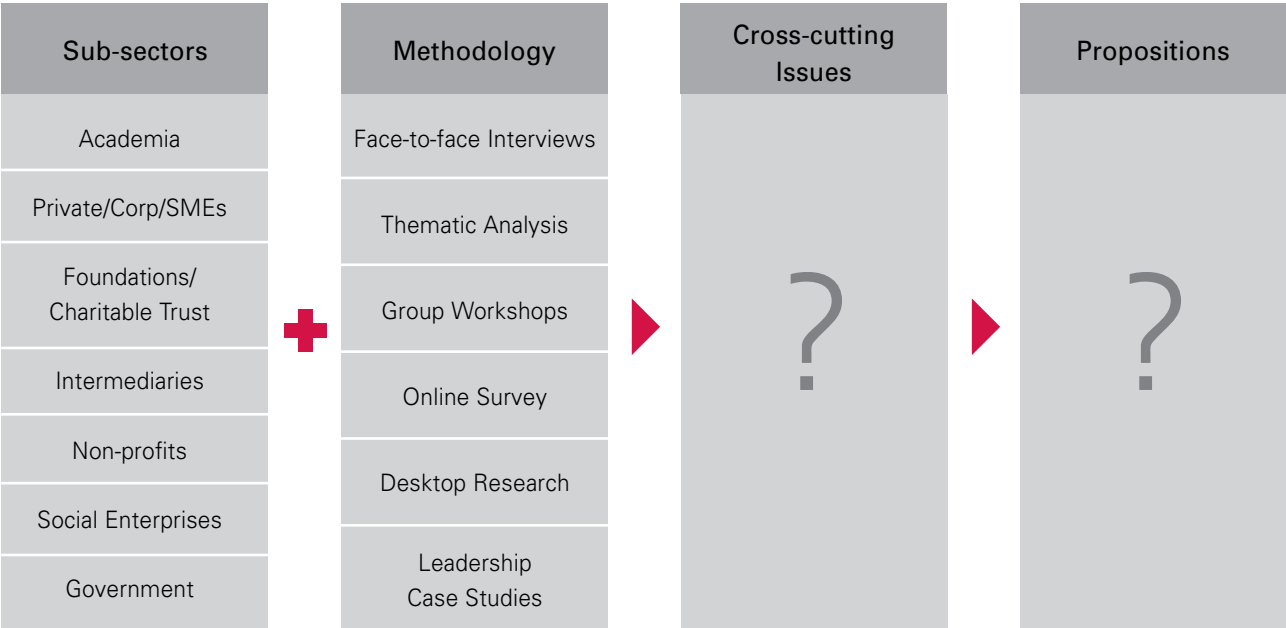 Sub-sectors
Academia
Private/Corp/SMEs
Foundations/
Charitable Trust
Intermediaries
Non-profits
Social Enterprises
Government
Methodology
Face-to-face Interviews
Thematic Analysis
Group Workshops
Online Survey
Desktop Research
Leadership
Case Studies
Cross-cutting
Issues
?
Propositions
?